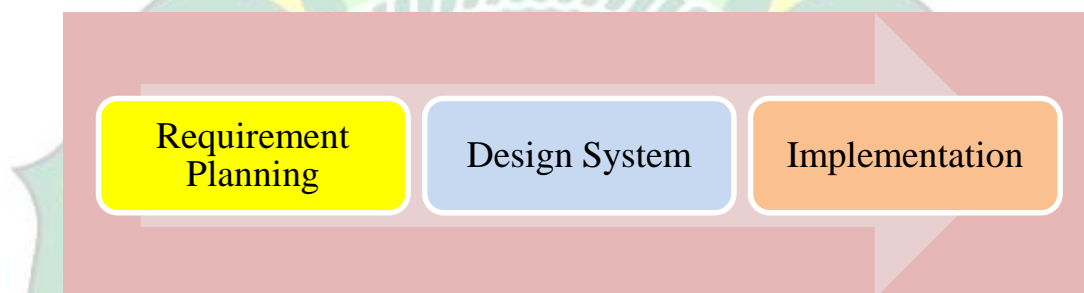 Requirement
Planning
Design System
Implementation